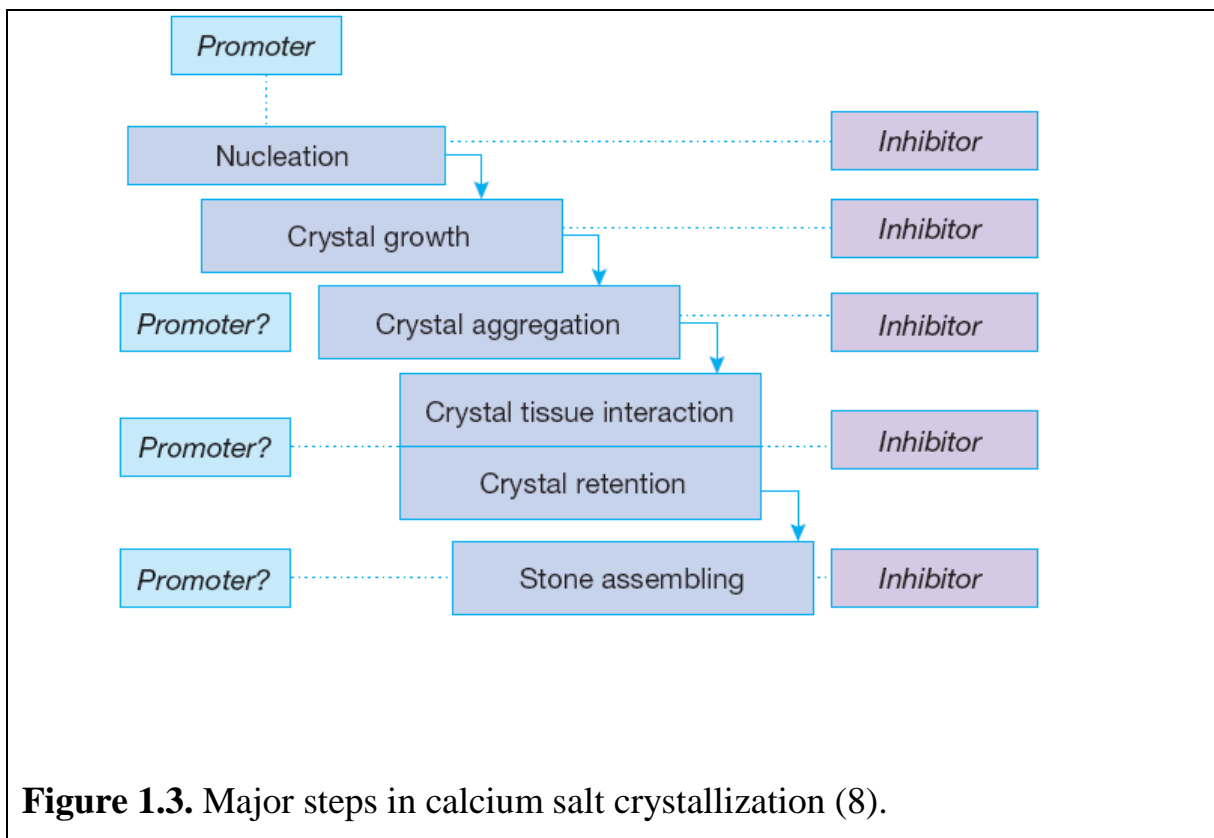 Promoter
Nucleation
Inhibitor
Crystal growth
Inhibitor
Promoter?
Crystal aggregation
Inhibitor
Crystal tissue interaction
Promoter?
Inhibitor
Crystal retention
Promoter?
Stone assembling
Inhibitor
Figure 1.3. Major steps in calcium salt crystallization (8).